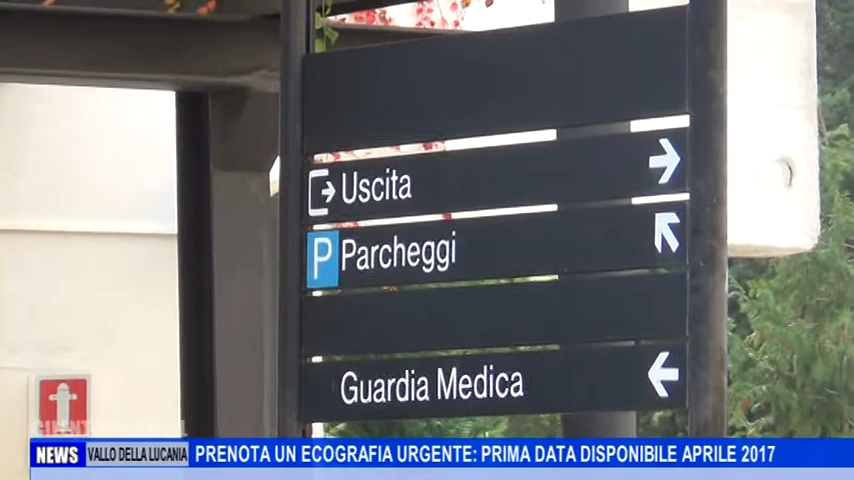 Uscita
P Parcheggi
Guardia Medica
NEWS VALLO DELLA LUCANIA PRENOTA UN ECOGRAFIA URGENTE: PRIMA DATA DISPONIBILE APRILE 2017